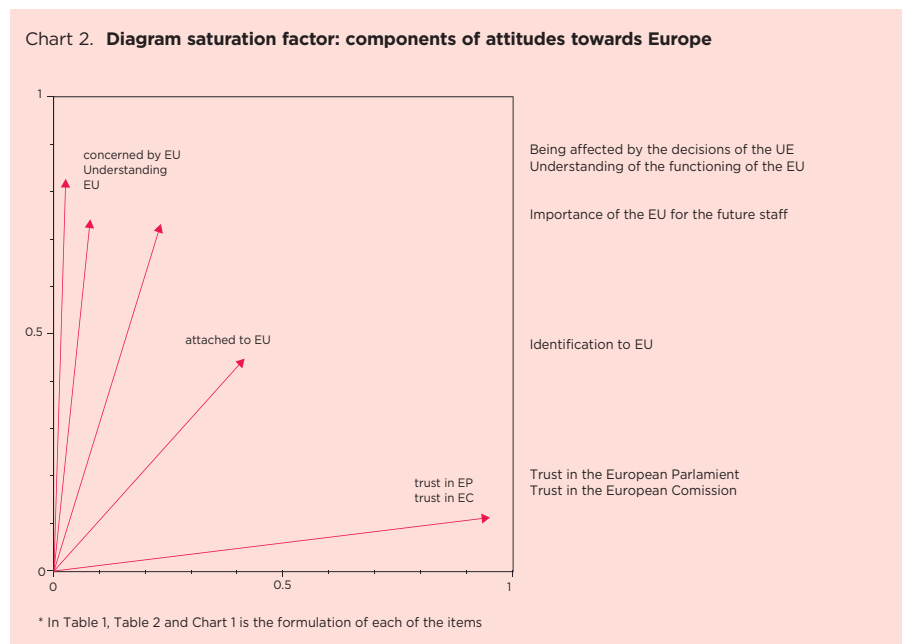 Chart 2. Diagram saturation factor: components of attitudes towards Europe
1
concerned by EU
Understanding
EU
Being affected by the decisions of the UE
Understanding of the functioning of the EU
Importance of the EU for the future staff
0.5
attached to EU
Identification to EU
trust in EP
trust in EC
Trust in the European Parlamient
Trust in the European Comission
0
0
0.5
1
* In Table 1, Table 2 and Chart 1 is the formulation of each of the items